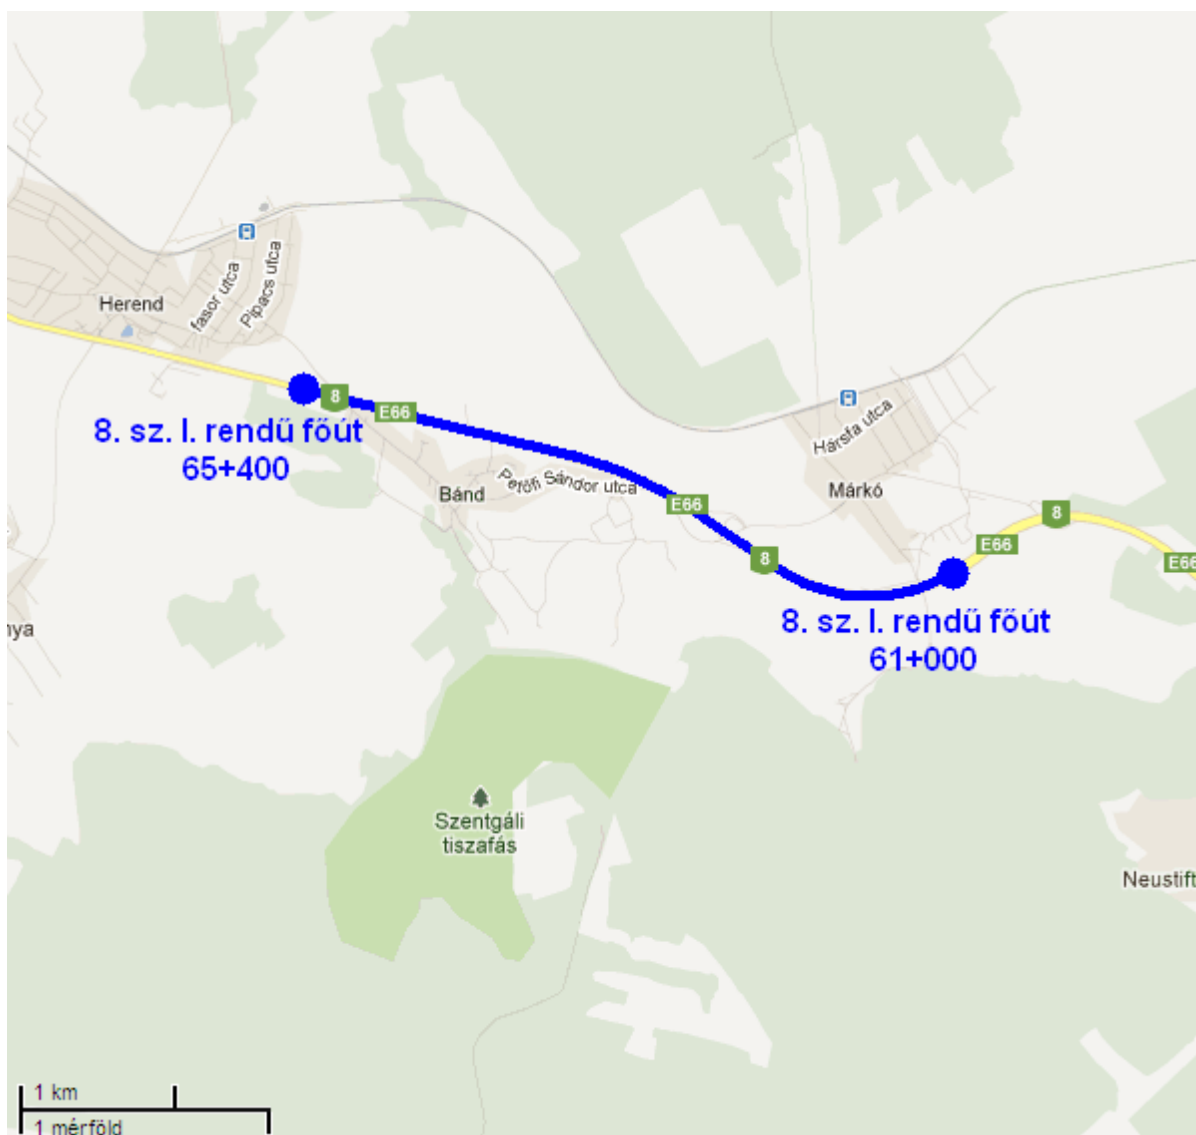 Herend
fasor utca
Pipacs utca
8
E66
8. sz. I. rendű főút
65+400
Bánd
Petőfi Sándor utca
E66
Hársfa utca
Márkó
8
E66
8
E66
8. sz. I. rendű főút
61+000
nya
Szentgáli
tiszafás
Neustift
1 km
1 mérföld